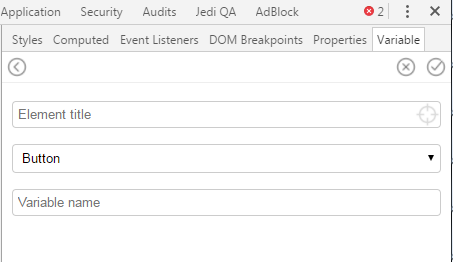 Application Security Audits Jedi QA AdBlock 2
Styles Computed Event Listeners DOM Breakpoints Properties Variable
Element title
Button
Variable name